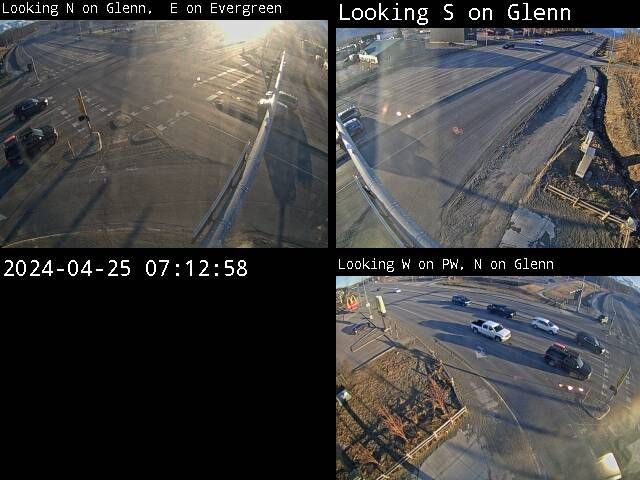 Looking N on Glenn,  E on Evergreen
Looking S on Glenn
2024-04-25 07:12:58
Looking W on PW, N on Glenn